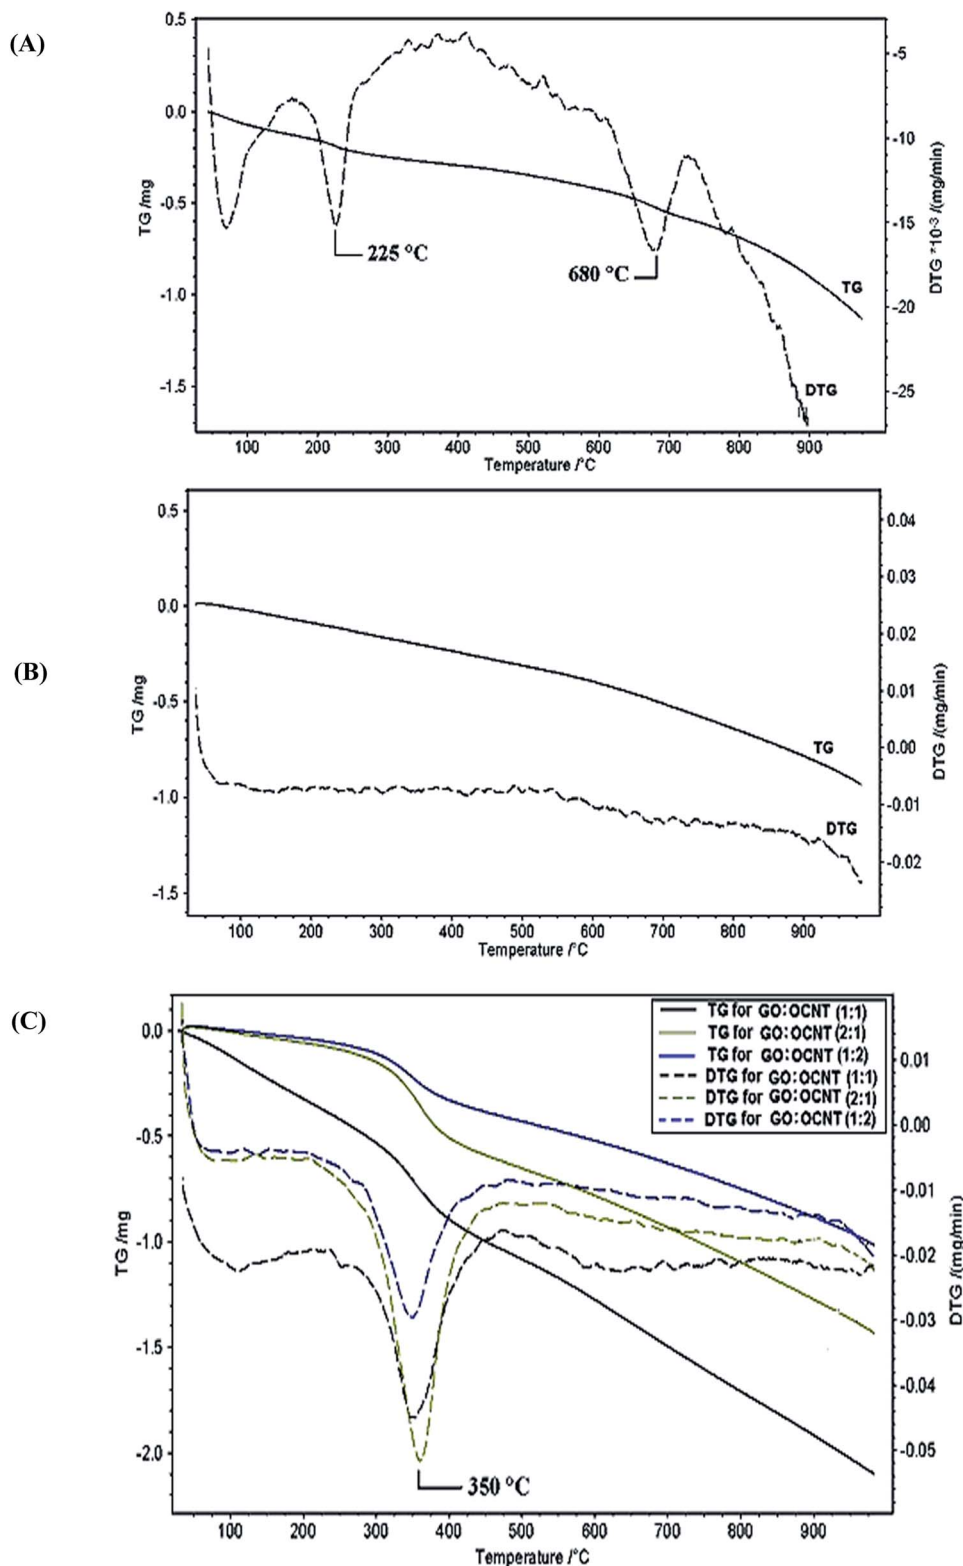 (A)
0.5
0.0
-0.5
-1.0
-1.5
TG /mg
-5
-10
-15
-20
-25
DTG *10⁻³ /(mg/min)
225 °C
680 °C
TG
DTG
100 200 300 400 500 600 700 800 900
Temperature /°C
(B)
0.5
0.0
-0.5
-1.0
-1.5
TG /mg
0.04
0.03
0.02
0.01
0.00
-0.01
-0.02
DTG /(mg/min)
TG
DTG
100 200 300 400 500 600 700 800 900
Temperature /°C
(C)
0.0
-0.5
-1.0
-1.5
-2.0
TG /mg
TG for GO:OCNT (1:1)
TG for GO:OCNT (2:1)
TG for GO:OCNT (1:2)
DTG for GO:OCNT (1:1)
DTG for GO:OCNT (2:1)
DTG for GO:OCNT (1:2)
0.01
0.00
-0.01
-0.02
-0.03
-0.04
-0.05
DTG /(mg/min)
350 °C
100 200 300 400 500 600 700 800 900
Temperature /°C